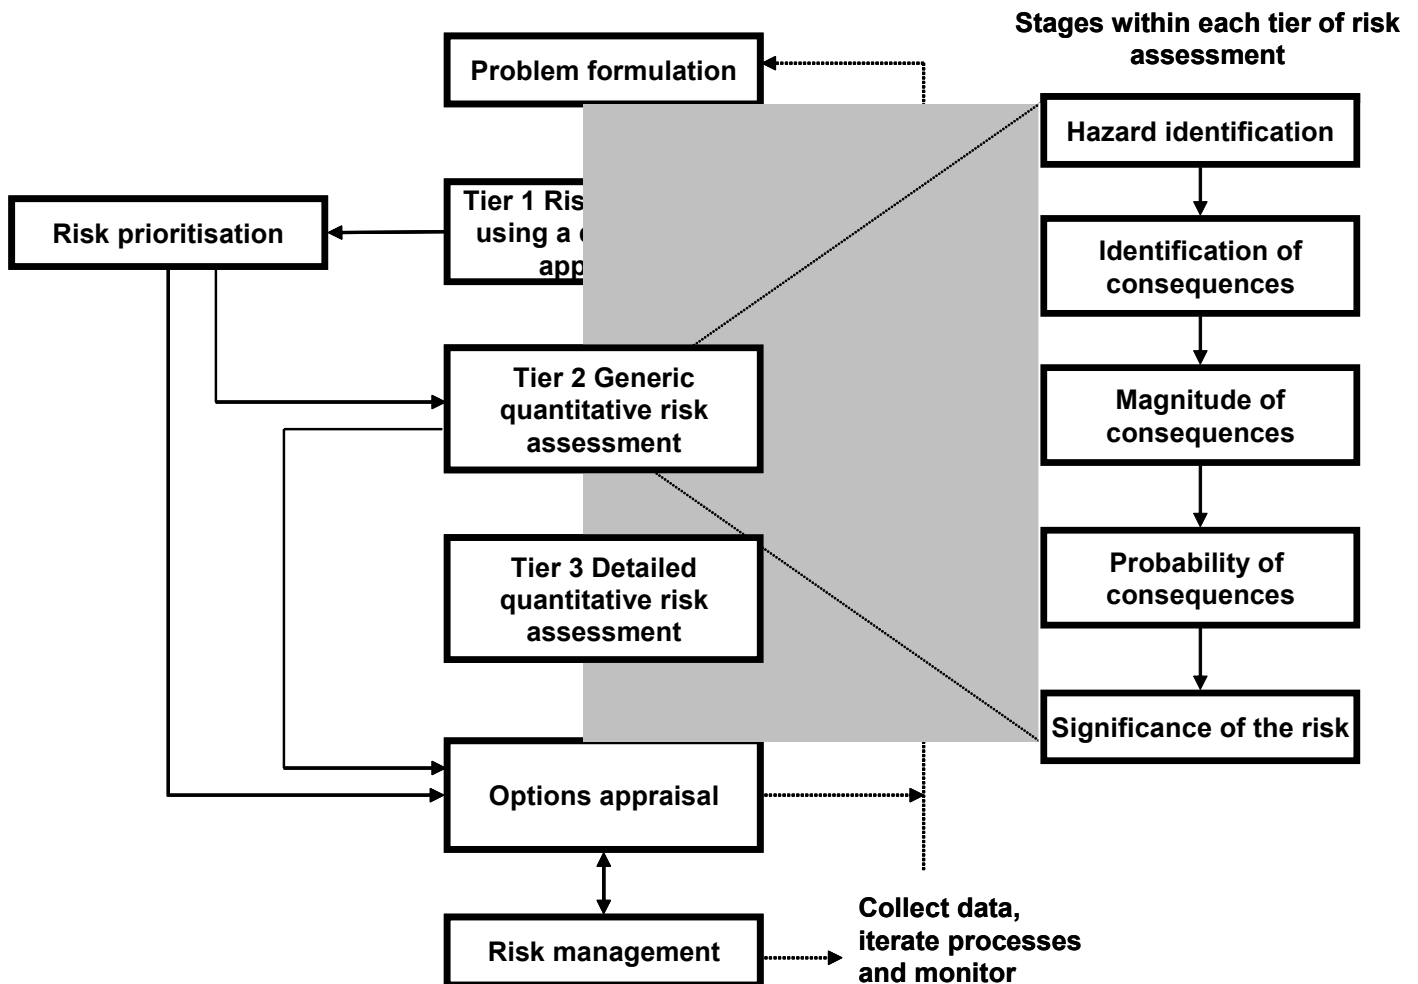 Stages within each tier of risk
assessment
Problem formulation
Hazard identification
Tier 1
using a
Risk prioritisation
Identification of
consequences
Tier 2 Generic
quantitative risk
assessment
Magnitude of
consequences
Tier 3 Detailed
quantitative risk
assessment
Probability of
consequences
Significance of the risk
Options appraisal
Risk management
Collect data,
iterate processes
and monitor